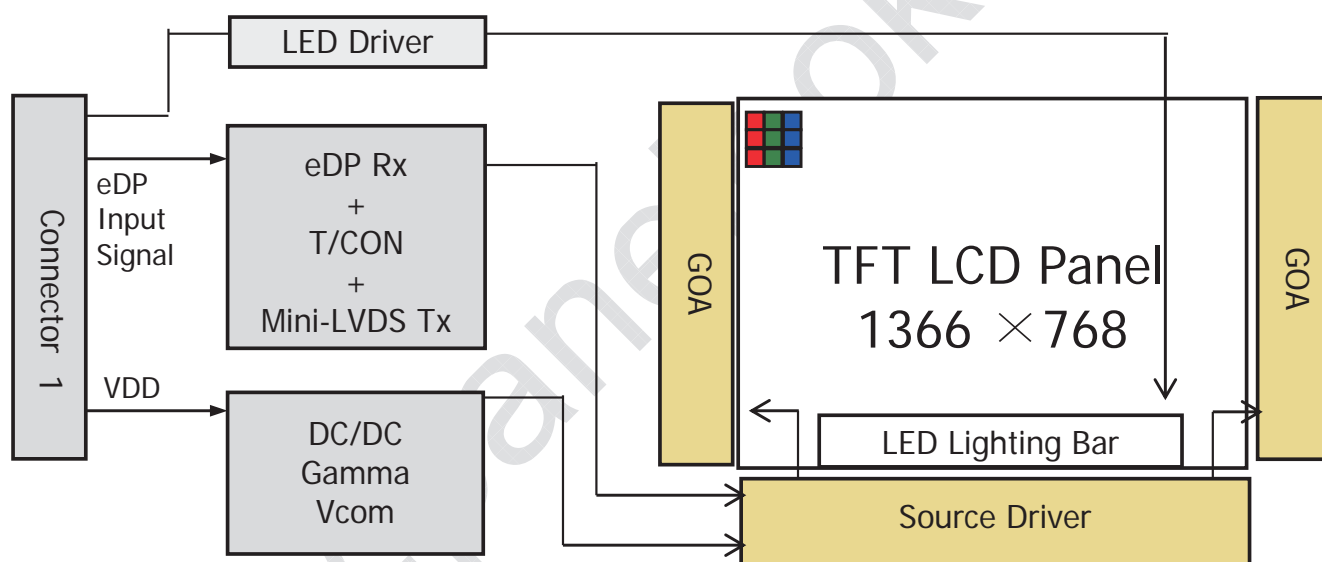 LED Driver
Connector 1
eDP
Input
Signal
eDP Rx
+
T/CON
+
Mini-LVDS Tx
VDD
DC/DC
Gamma
Vcom
GOA
TFT LCD Panel
1366 ×768
GOA
LED Lighting Bar
Source Driver